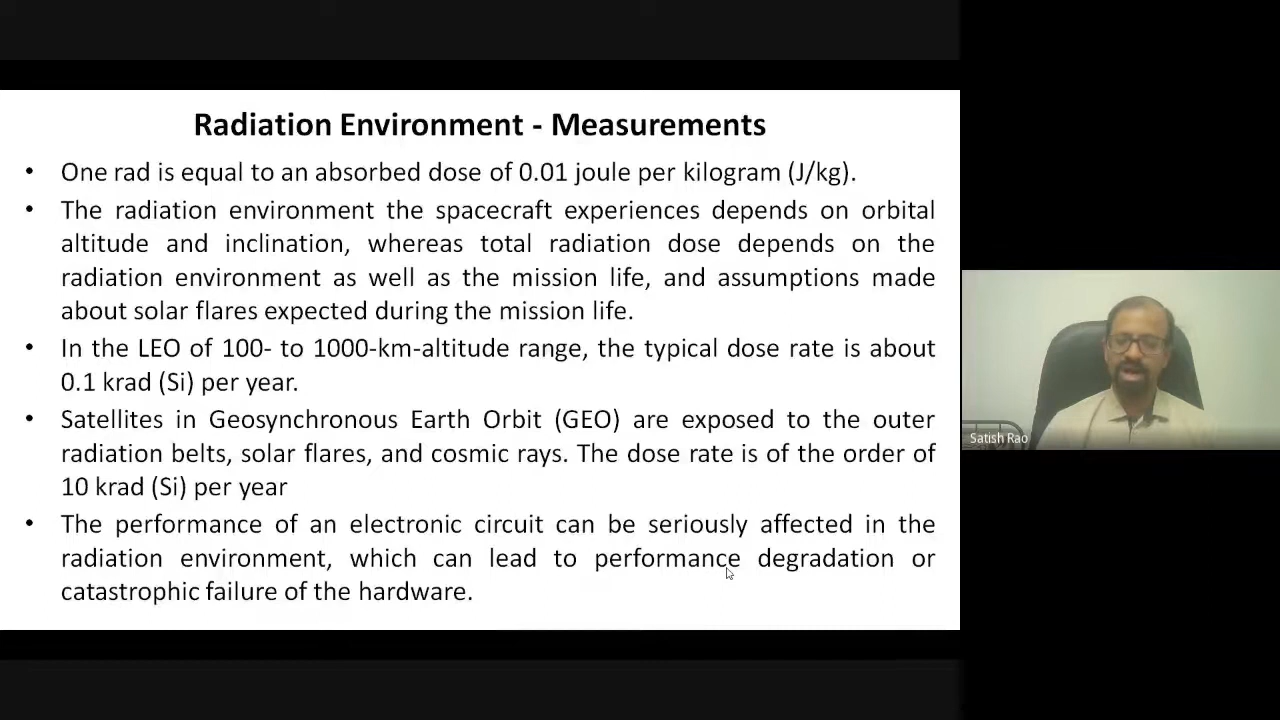 Radiation Environment - Measurements
• One rad is equal to an absorbed dose of 0.01 joule per kilogram (J/kg).
• The radiation environment the spacecraft experiences depends on orbital
altitude and inclination, whereas total radiation dose depends on the
radiation environment as well as the mission life, and assumptions made
about solar flares expected during the mission life.
• In the LEO of 100- to 1000-km-altitude range, the typical dose rate is about
0.1 krad (Si) per year.
• Satellites in Geosynchronous Earth Orbit (GEO) are exposed to the outer
radiation belts, solar flares, and cosmic rays. The dose rate is of the order of
10 krad (Si) per year
• The performance of an electronic circuit can be seriously affected in the
radiation environment, which can lead to performance degradation or
catastrophic failure of the hardware.
Satish Rao